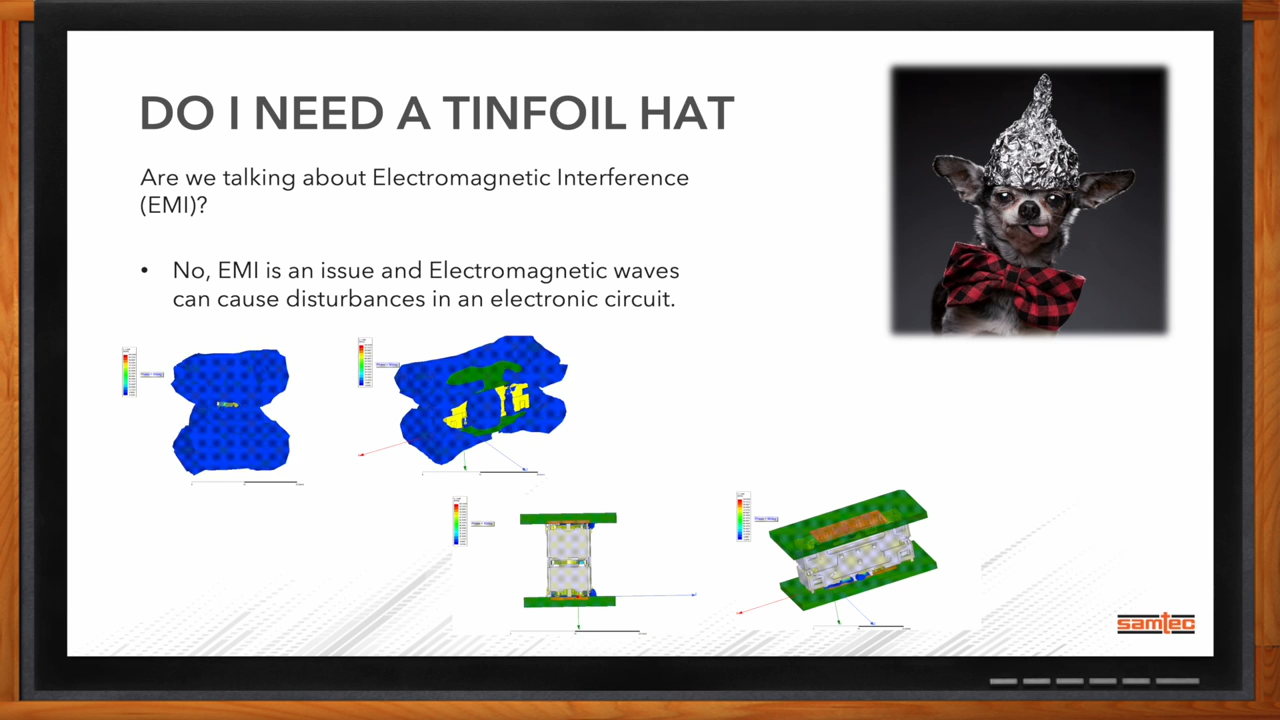 DO I NEED A TINFOIL HAT
Are we talking about Electromagnetic Interference
(EMI)?
• No, EMI is an issue and Electromagnetic waves
can cause disturbances in an electronic circuit.
samtec